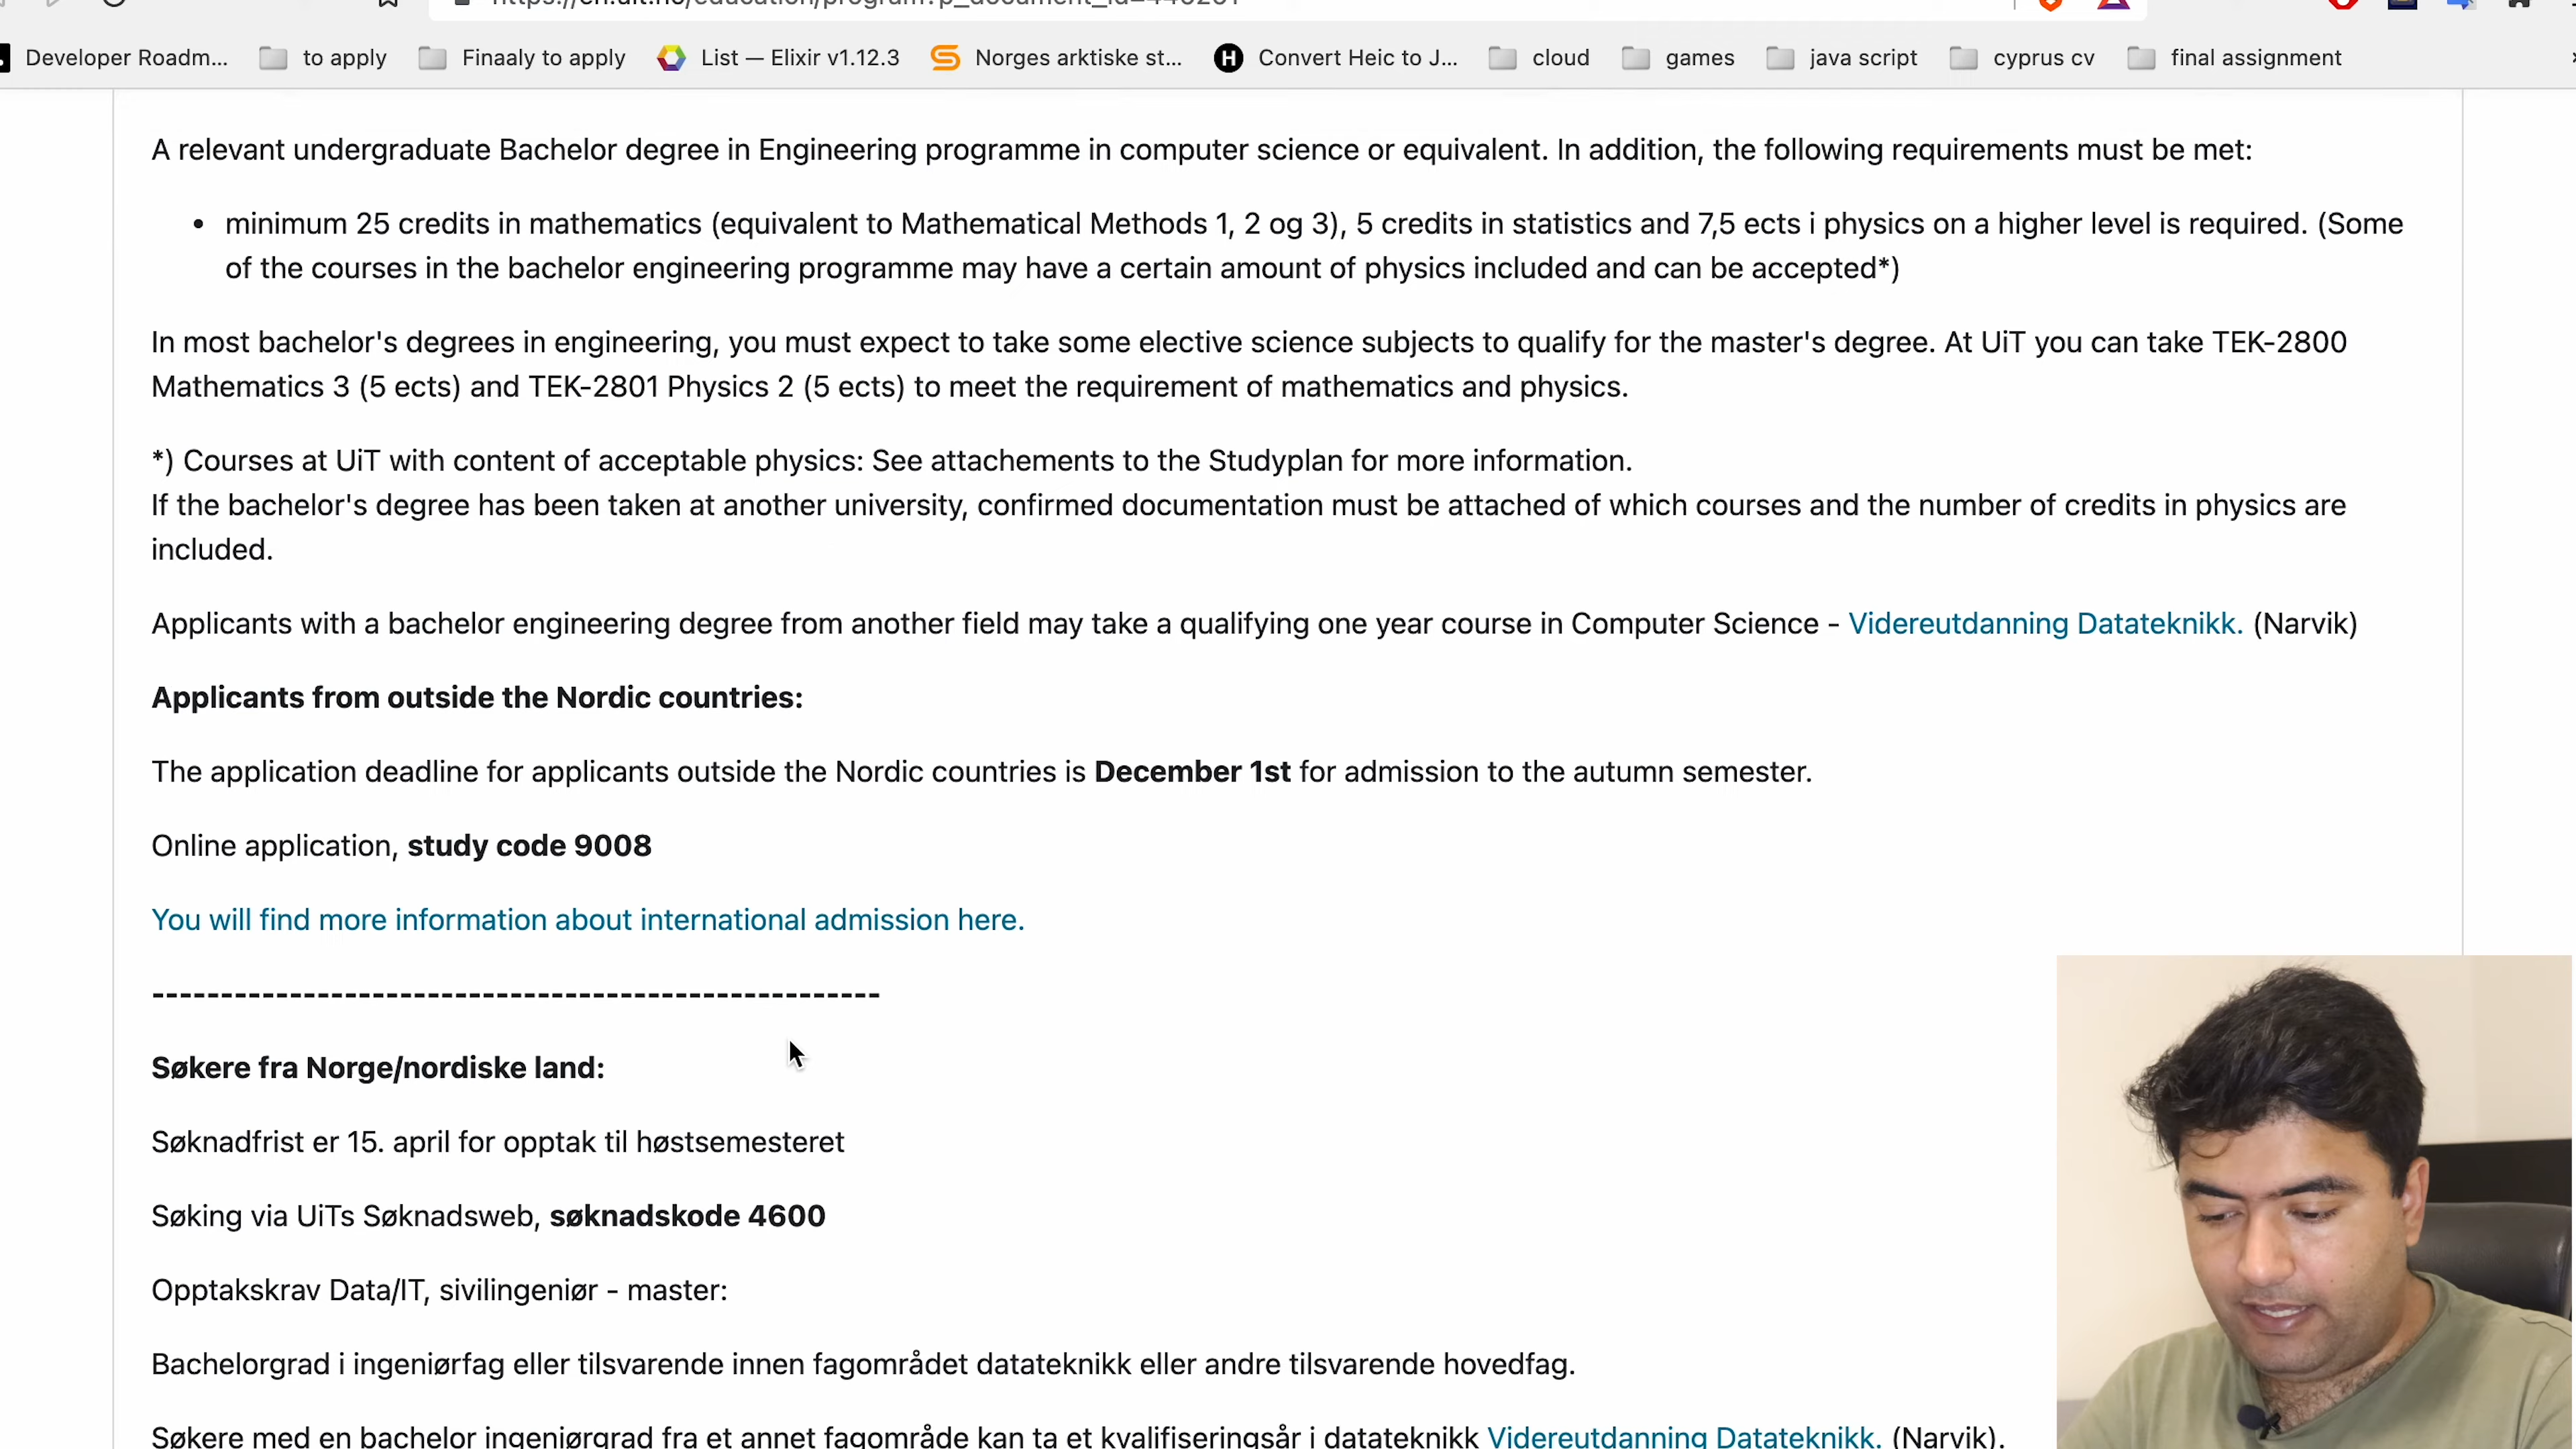 Developer Roadm... to apply Finaaly to apply List — Elixir v1.12.3 Norges arktiske st... Convert Heic to J... cloud games java script cyprus cv final assignment
A relevant undergraduate Bachelor degree in Engineering programme in computer science or equivalent. In addition, the following requirements must be met:
• minimum 25 credits in mathematics (equivalent to Mathematical Methods 1, 2 og 3), 5 credits in statistics and 7,5 ects i physics on a higher level is required. (Some
of the courses in the bachelor engineering programme may have a certain amount of physics included and can be accepted*)
In most bachelor's degrees in engineering, you must expect to take some elective science subjects to qualify for the master's degree. At UiT you can take TEK-2800
Mathematics 3 (5 ects) and TEK-2801 Physics 2 (5 ects) to meet the requirement of mathematics and physics.
*) Courses at UiT with content of acceptable physics: See attachements to the Studyplan for more information.
If the bachelor's degree has been taken at another university, confirmed documentation must be attached of which courses and the number of credits in physics are
included.
Applicants with a bachelor engineering degree from another field may take a qualifying one year course in Computer Science - Videreutdanning Datateknikk. (Narvik)
Applicants from outside the Nordic countries:
The application deadline for applicants outside the Nordic countries is December 1st for admission to the autumn semester.
Online application, study code 9008
You will find more information about international admission here.
-----------------------------------------------------
Søkere fra Norge/nordiske land:
Søknadfrist er 15. april for opptak til høstsemesteret
Søking via UiTs Søknadsweb, søknadskode 4600
Opptakskrav Data/IT, sivilingeniør - master:
Bachelorgrad i ingeniørfag eller tilsvarende innen fagområdet datateknikk eller andre tilsvarende hovedfag.
Søkere med en bachelor ingeniørgrad fra et annet fagområde kan ta et kvalifiseringsår i datateknikk Videreutdanning Datateknikk. (Narvik).